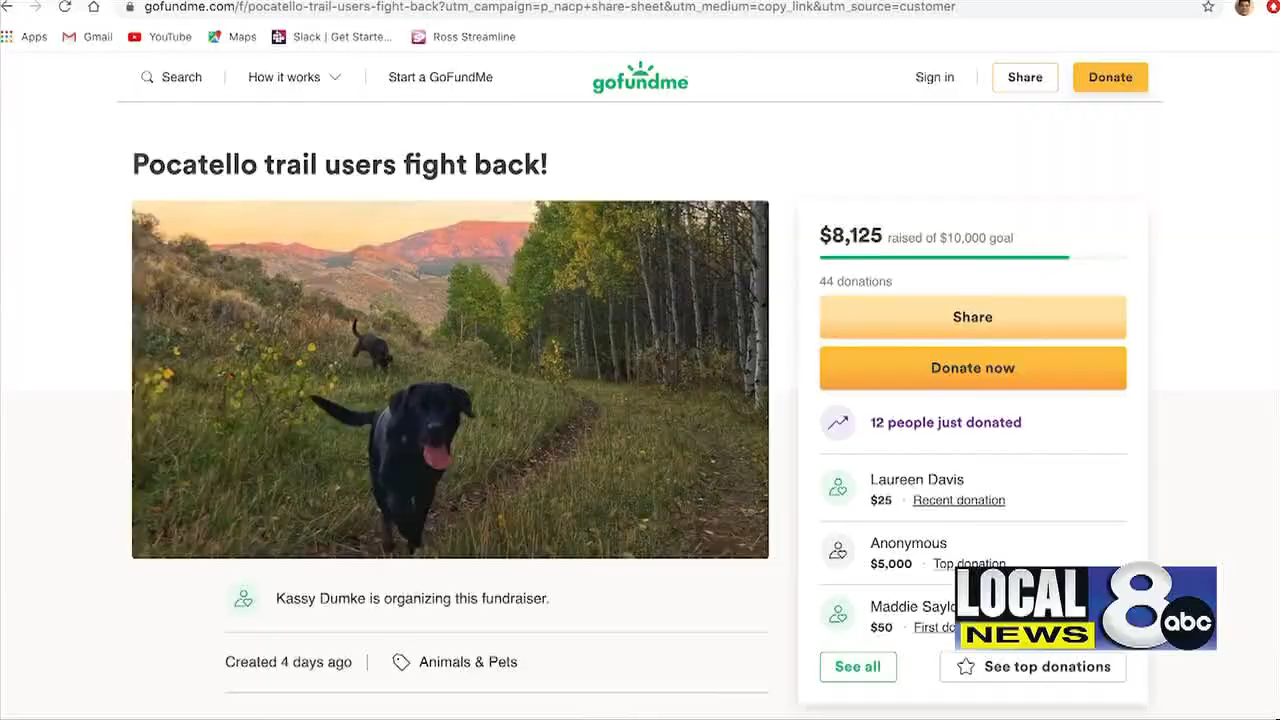 gofundme.com/f/pocatello-trail-users-fight-back?utm_campaign=p_nacp+share-sheet&utm_medium=copy_link&utm_source=customer
Apps Gmail YouTube Maps Slack | Get Starte... Ross Streamline
Search How it works Start a GoFundMe gofundme Sign in Share Donate
Pocatello trail users fight back!
$8,125 raised of $10,000 goal
44 donations
Share
Donate now
12 people just donated
Laureen Davis
$25 · Recent donation
Anonymous
$5,000 · Top donation
Maddie
$50 · First
See all See top donations
Kassy Dumke is organizing this fundraiser.
Created 4 days ago Animals & Pets
LOCAL
NEWS
8
abc